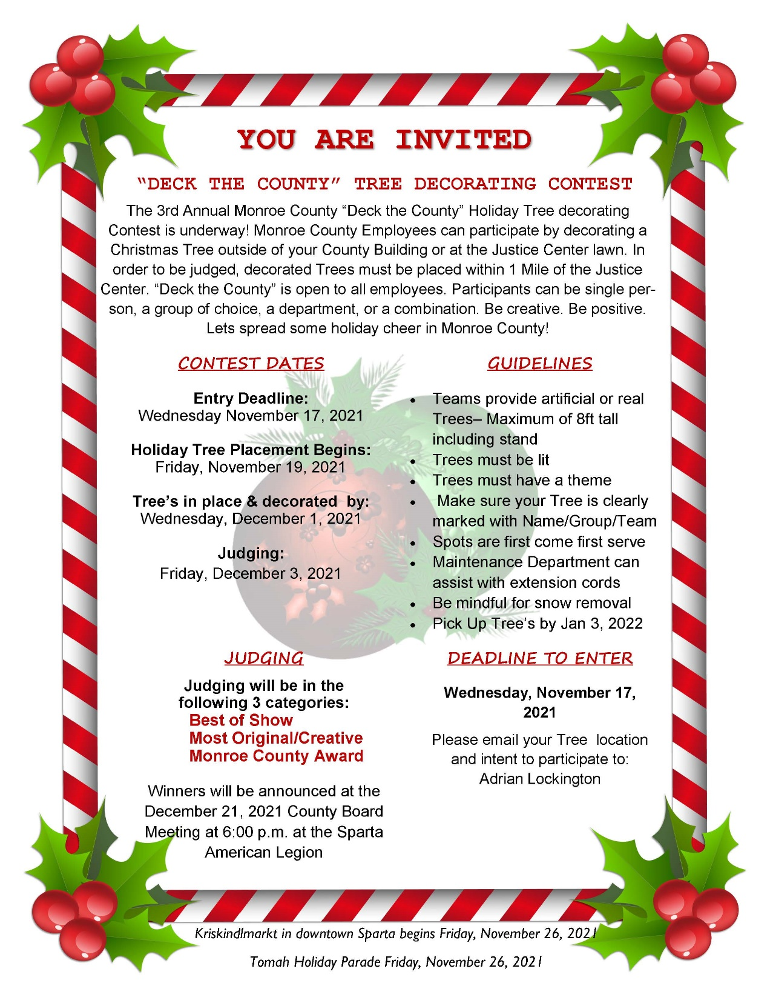 YOU ARE INVITED
“DECK THE COUNTY” TREE DECORATING CONTEST
The 3rd Annual Monroe County “Deck the County” Holiday Tree decorating
Contest is underway! Monroe County Employees can participate by decorating a
Christmas Tree outside of your County Building or at the Justice Center lawn. In
order to be judged, decorated Trees must be placed within 1 Mile of the Justice
Center. “Deck the County” is open to all employees. Participants can be single per-
son, a group of choice, a department, or a combination. Be creative. Be positive.
Lets spread some holiday cheer in Monroe County!
CONTEST DATES
Entry Deadline:
Wednesday November 17, 2021
Holiday Tree Placement Begins:
Friday, November 19, 2021
Tree’s in place & decorated  by:
Wednesday, December 1, 2021
Judging:
Friday, December 3, 2021
GUIDELINES
• Teams provide artificial or real
Trees– Maximum of 8ft tall
including stand
• Trees must be lit
• Trees must have a theme
• Make sure your Tree is clearly
marked with Name/Group/Team
• Spots are first come first serve
• Maintenance Department can
assist with extension cords
• Be mindful for snow removal
• Pick Up Tree’s by Jan 3, 2022
JUDGING
Judging will be in the
following 3 categories:
Best of Show
Most Original/Creative
Monroe County Award
Winners will be announced at the
December 21, 2021 County Board
Meeting at 6:00 p.m. at the Sparta
American Legion
DEADLINE TO ENTER
Wednesday, November 17,
2021
Please email your Tree  location
and intent to participate to:
Adrian Lockington
Kriskindlmarkt in downtown Sparta begins Friday, November 26, 2021
Tomah Holiday Parade Friday, November 26, 2021